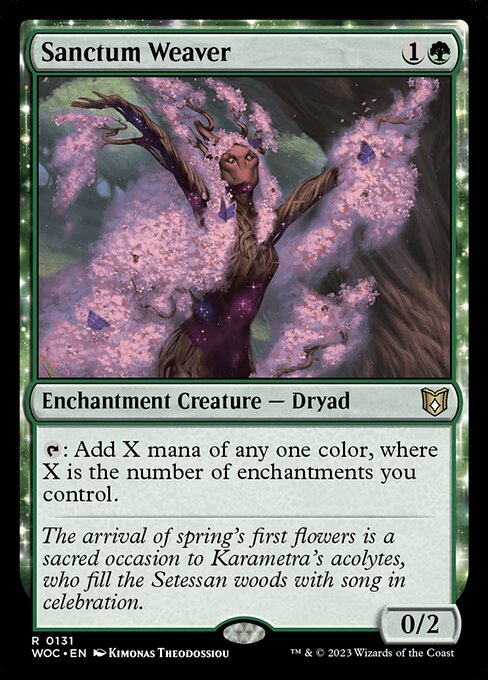 Sanctum Weaver 1
Enchantment Creature — Dryad
: Add X mana of any one color, where
X is the number of enchantments you
control.
The arrival of spring's first flowers is a
sacred occasion to Karametra's acolytes,
who fill the Setessan woods with song in
celebration.
0/2
R 0131
WOC • EN Kimonas Theodossiou
™ & © 2023 Wizards of the Coast